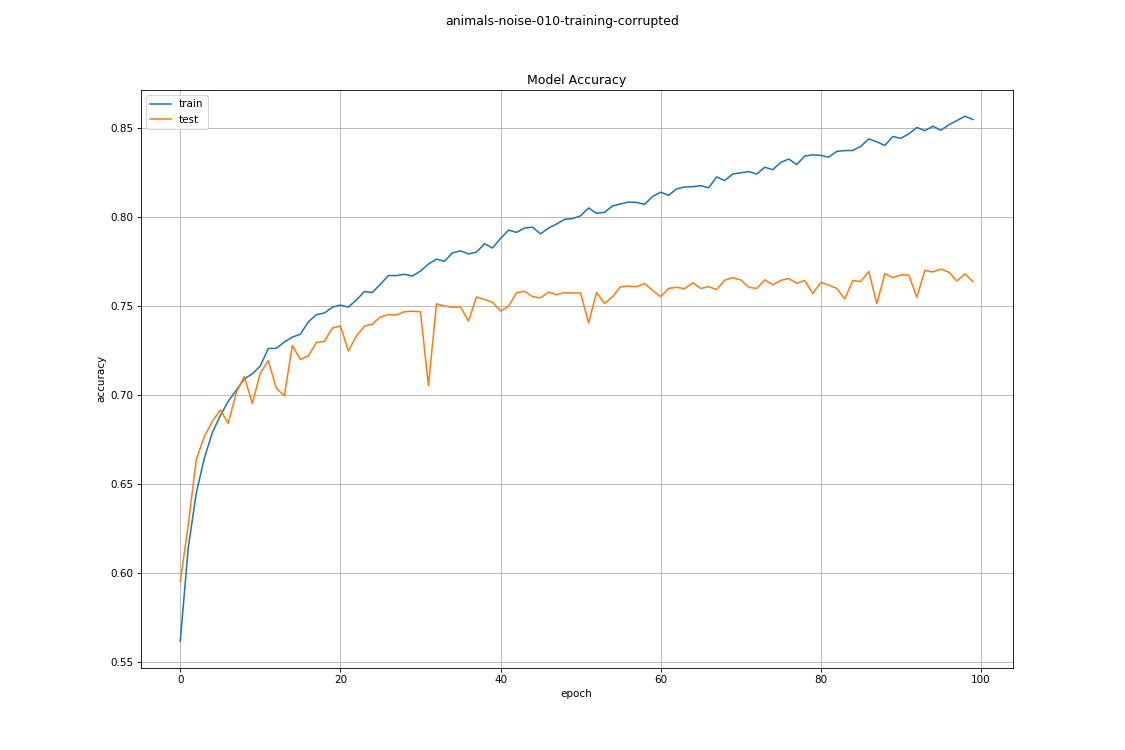 animals-noise-010-training-corrupted
Model Accuracy
train
test
0.85
0.80
0.75
0.70
0.65
0.60
0.55
accuracy
0 20 40 60 80 100
epoch